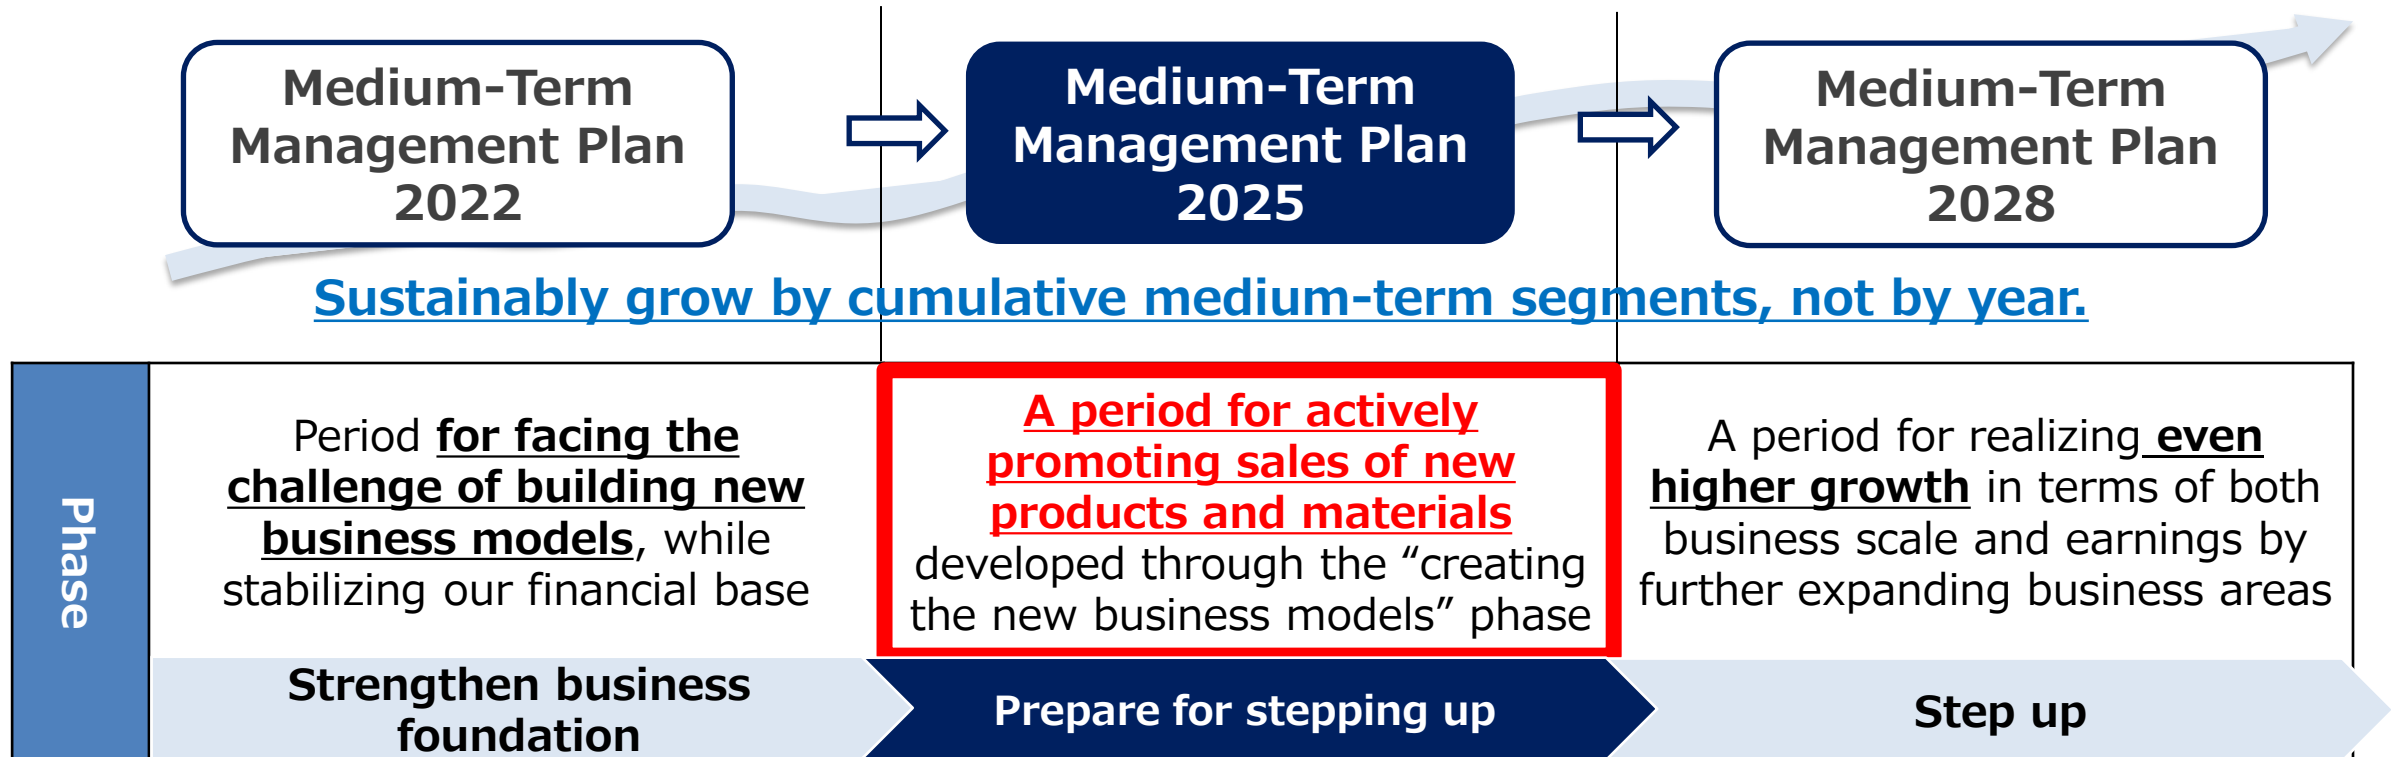 Medium-Term
Management Plan
2022
Medium-Term
Management Plan
2025
Medium-Term
Management Plan
2028
Sustainably grow by cumulative medium-term segments, not by year.
Phase
Period for facing the
challenge of building new
business models, while
stabilizing our financial base
A period for actively
promoting sales of new
products and materials
developed through the “creating
the new business models” phase
A period for realizing even
higher growth in terms of both
business scale and earnings by
further expanding business areas
Strengthen business
foundation
Prepare for stepping up
Step up